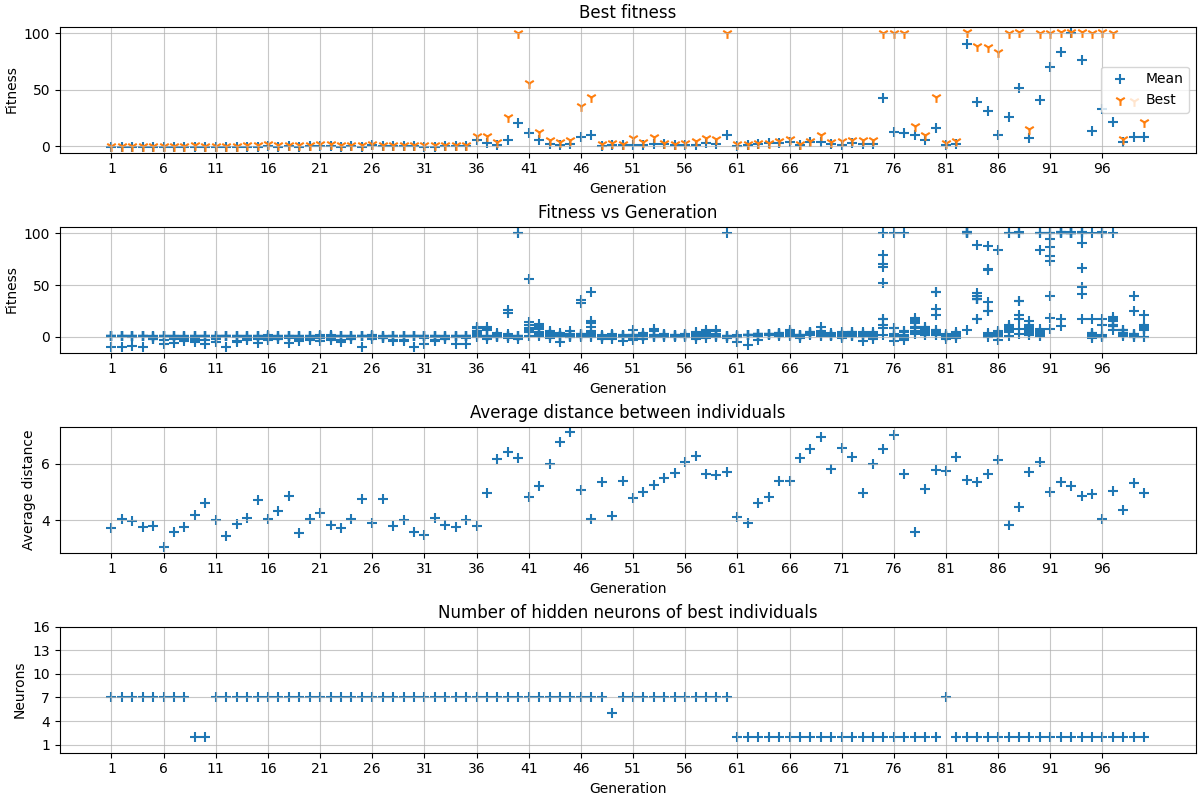 Best fitness
Fitness
100
50
0
Mean
Best
1 6 11 16 21 26 31 36 41 46 51 56 61 66 71 76 81 86 91 96
Generation
Fitness vs Generation
Fitness
100
50
0
1 6 11 16 21 26 31 36 41 46 51 56 61 66 71 76 81 86 91 96
Generation
Average distance between individuals
Average distance
6
4
1 6 11 16 21 26 31 36 41 46 51 56 61 66 71 76 81 86 91 96
Generation
Number of hidden neurons of best individuals
Neurons
16
13
10
7
4
1
1 6 11 16 21 26 31 36 41 46 51 56 61 66 71 76 81 86 91 96
Generation